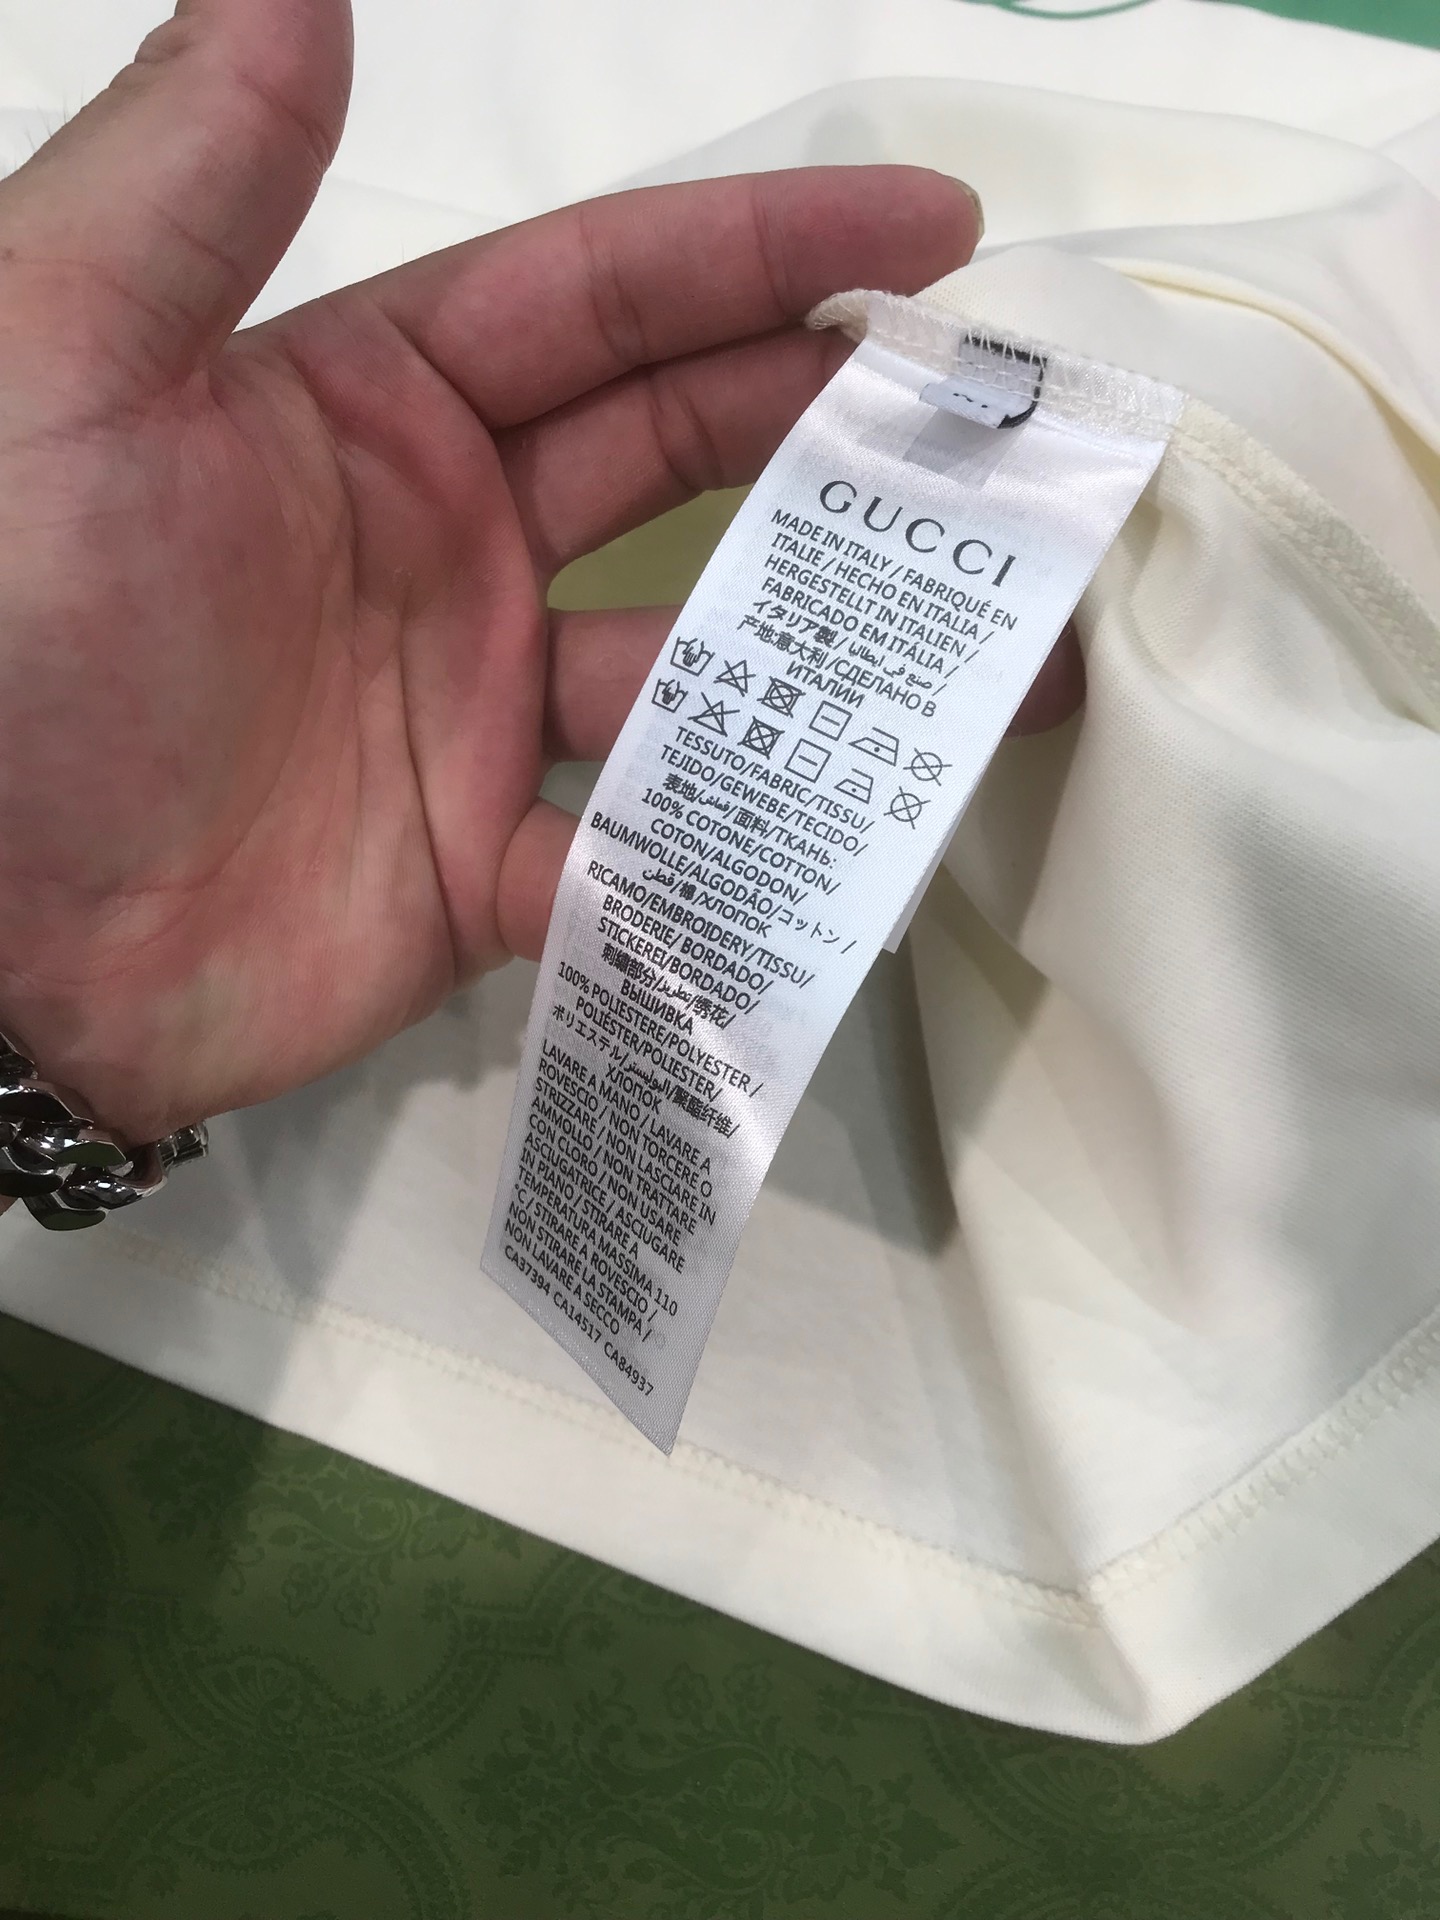 GUCCI
MADE IN ITALY / FABRIQUÉ EN
ITALIE / HECHO EN ITALIA /
HERGESTELLT IN ITALIEN /
FABRICADO EM ITÁLIA /
イタリア製 / صنع في ايطاليا /
产地:意大利 /СДЕЛАНО В
ИТАЛИИ
TESSUTO/FABRIC/TISSU/
TEJIDO/GEWEBE/TECIDO/
表地/قماش/面料/ТКАНЬ:
100% COTONE/COTTON/
COTON/ALGODON/
BAUMWOLLE/ALGODÃO/コットン /
قطن/棉/ХЛОПОК
RICAMO/EMBROIDERY/TISSU/
BRODERIE/ BORDADO/
STICKEREI/BORDADO/
刺繍部分/تطريز/绣花/
ВЫШИВКА
100% POLIESTERE/POLYESTER /
POLIÉSTER/POLIESTER/
ポリエステル/البوليستر/聚酯纤维/
ХЛОПОК
LAVARE A MANO / LAVARE A
ROVESCIO / NON TORCERE O
STRIZZARE / NON LASCIARE IN
AMMOLLO / NON TRATTARE
CON CLORO / NON USARE
ASCIUGATRICE / ASCIUGARE
IN PIANO / STIRARE A
TEMPERATURA MASSIMA 110
°C / STIRARE A ROVESCIO /
NON STIRARE LA STAMPA /
NON LAVARE A SECCO
CA37394 CA14517 CA84937